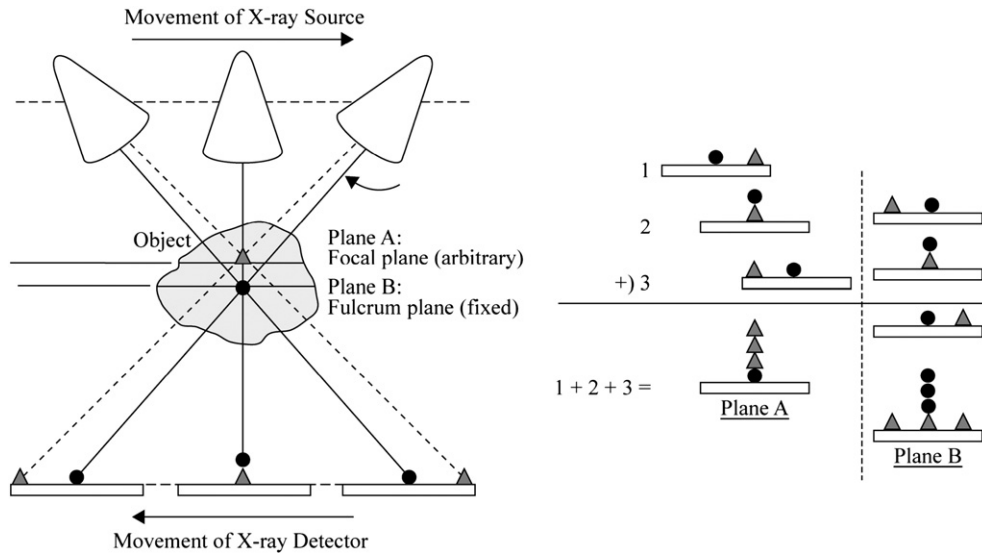 Movement of X-ray Source
Object
Plane A:
Focal plane (arbitrary)
Plane B:
Fulcrum plane (fixed)
Movement of X-ray Detector
1
2
+) 3
1 + 2 + 3 =
Plane A
Plane B